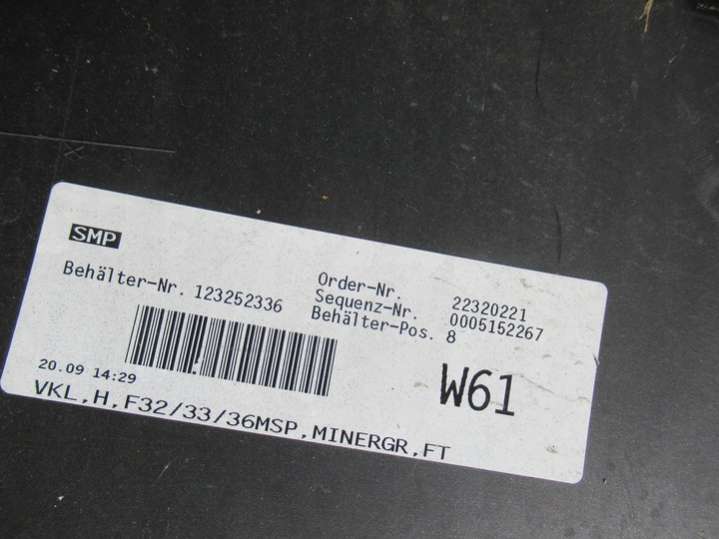 SMP
Behälter-Nr. 123252336
Order-Nr. 22320221
Sequenz-Nr. 0005152267
Behälter-Pos. 8
20.09 14:29
W61
VKL,H,F32/33/36MSP,MINERGR,FT